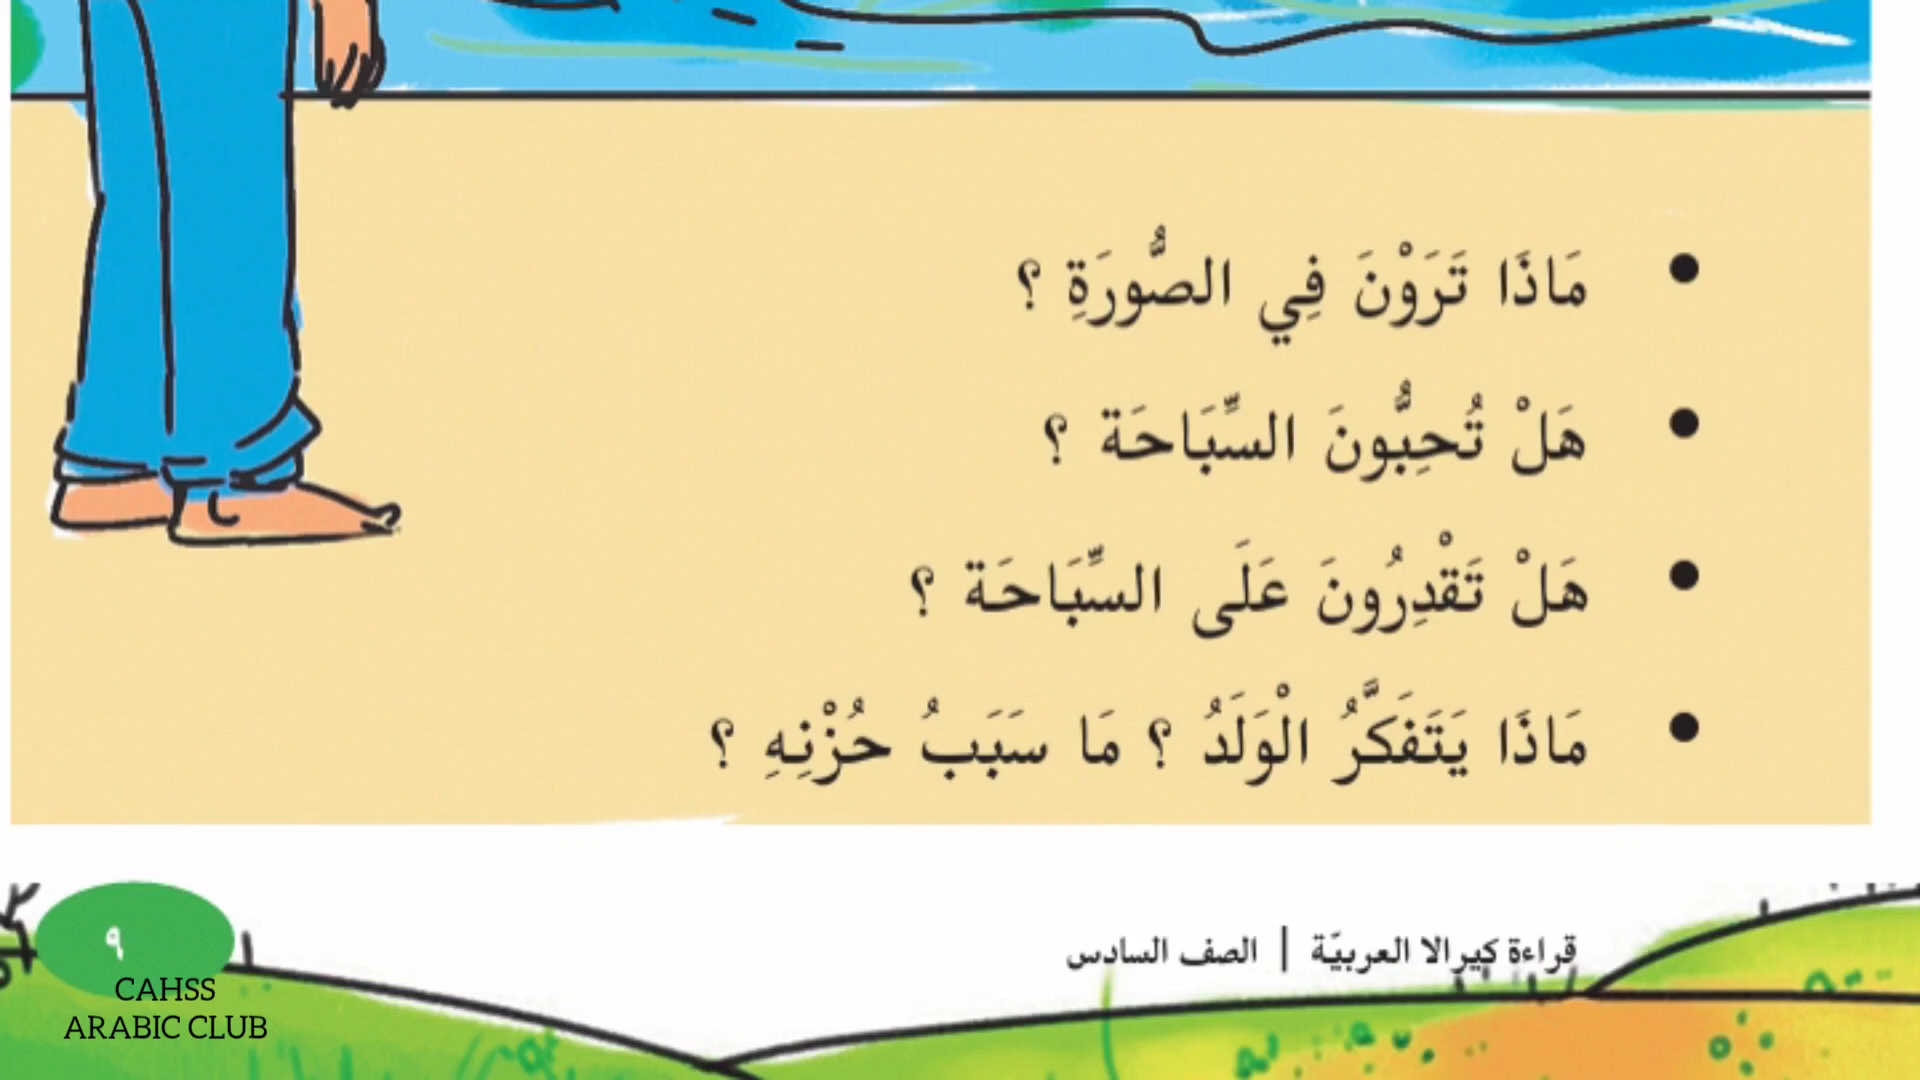 • مَاذَا تَرَوْنَ فِي الصُّورَةِ ؟
• هَلْ تُحِبُّونَ السِّبَاحَة ؟
• هَلْ تَقْدِرُونَ عَلَى السِّبَاحَة ؟
• مَاذَا يَتَفَكَّرُ الْوَلَدُ ؟ مَا سَبَبُ حُزْنِهِ ؟
قراءة كيرالا العربيّة | الصف السادس
٩
CAHSS
ARABIC CLUB